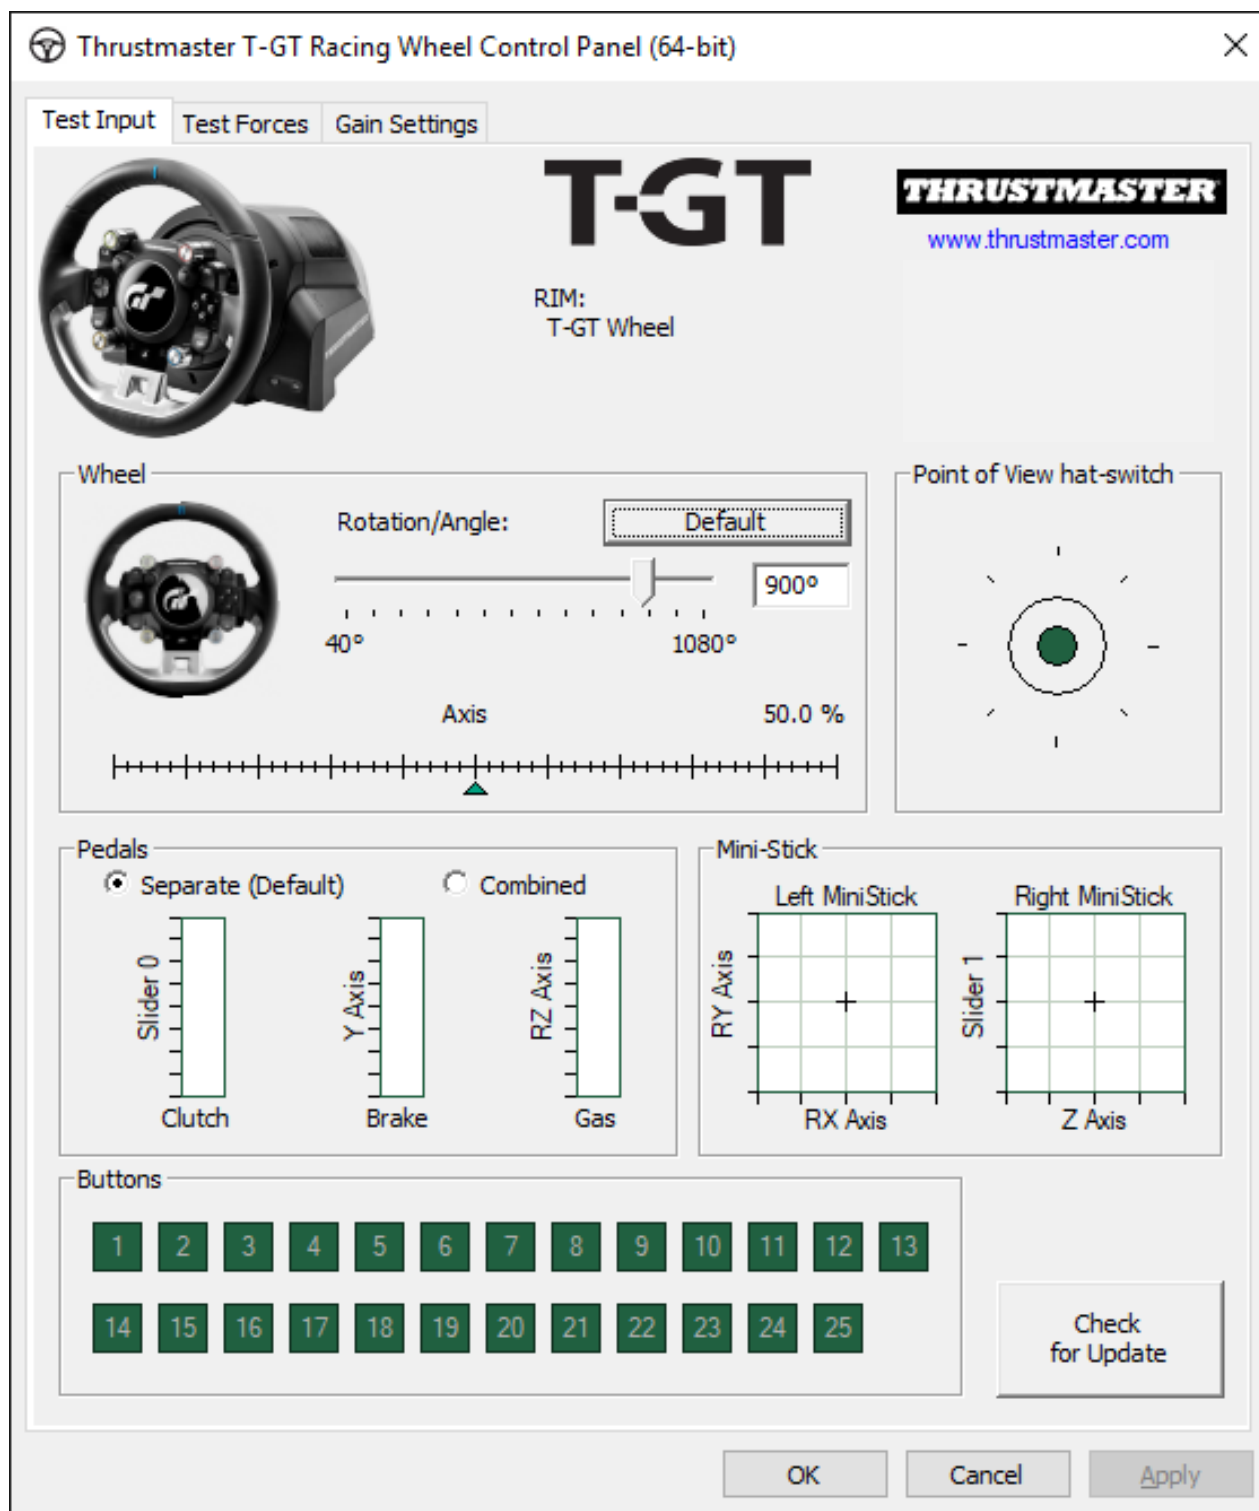 Thrustmaster T-GT Racing Wheel Control Panel (64-bit)
Test Input
Test Forces
Gain Settings
T-GT
THRUSTMASTER
www.thrustmaster.com
RIM:
T-GT Wheel
Wheel
Rotation/Angle:
Default
900°
40°
1080°
Axis
50.0 %
Point of View hat-switch
Pedals
Separate (Default)
Combined
Slider 0
Clutch
Y Axis
Brake
RZ Axis
Gas
Mini-Stick
Left MiniStick
RY Axis
RX Axis
Right MiniStick
Slider 1
Z Axis
Buttons
1 2 3 4 5 6 7 8 9 10 11 12 13
14 15 16 17 18 19 20 21 22 23 24 25
Check
for Update
OK
Cancel
Apply